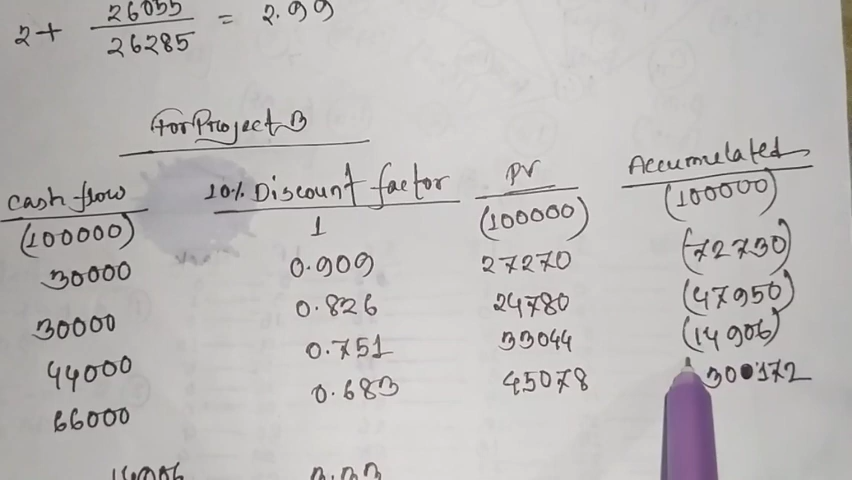 2+ 26055 / 26285 = 2.99
For Project B
Cash flow 10% Discount factor PV Accumulated
(100000) 1 (100000) (100000)
30000 0.909 27270 (72730)
30000 0.826 24780 (47950)
44000 0.751 33044 (14906)
66000 0.683 45078 300172